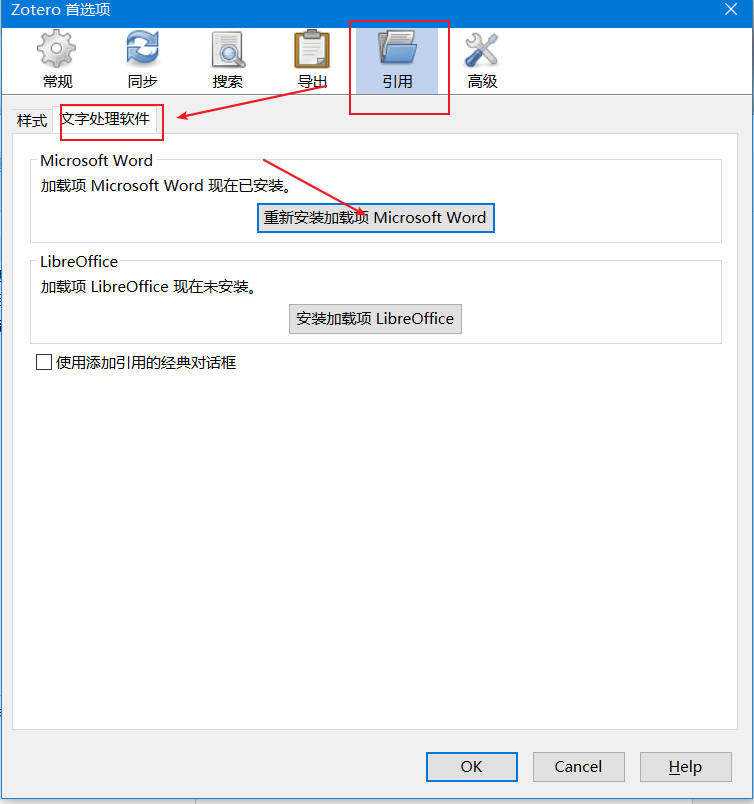 Zotero 首选项
常规 同步 搜索 导出 引用 高级
样式 文字处理软件
Microsoft Word
加载项 Microsoft Word 现在已安装。
重新安装加载项 Microsoft Word
LibreOffice
加载项 LibreOffice 现在未安装。
安装加载项 LibreOffice
使用添加引用的经典对话框
OK Cancel Help